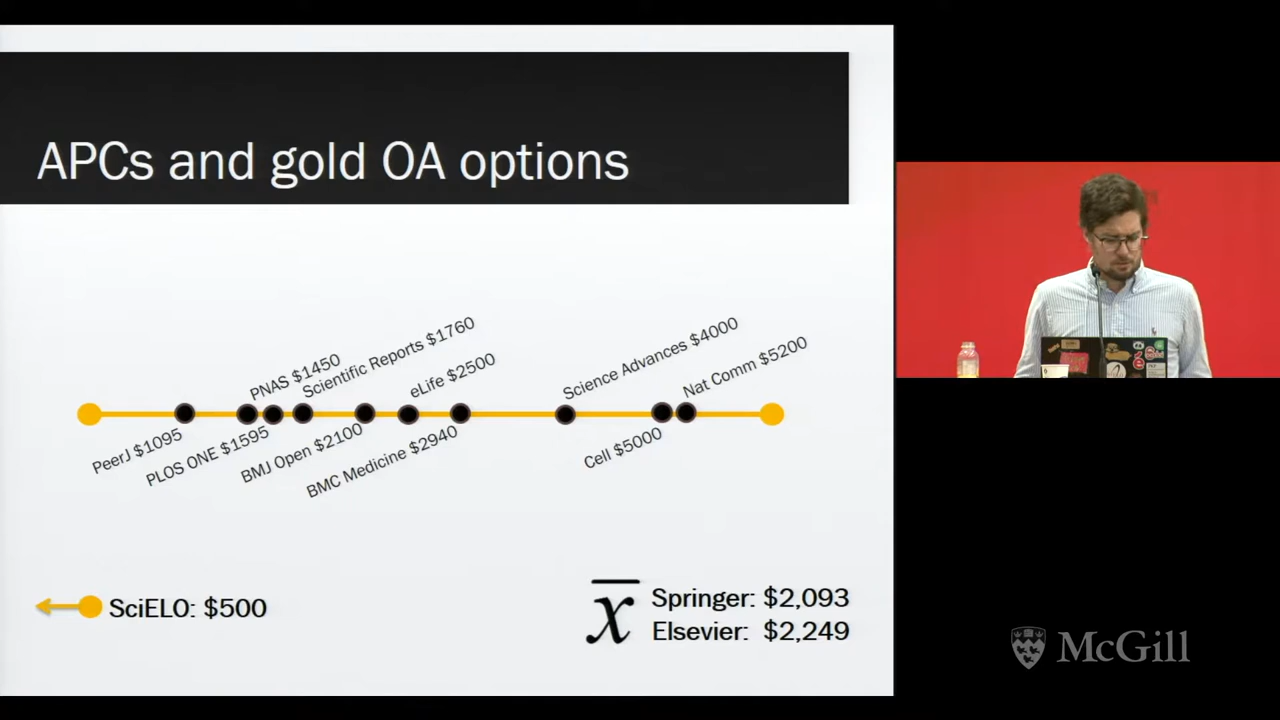 APCs and gold OA options
PNAS $1450
Scientific Reports $1760
eLife $2500
Science Advances $4000
Nat Comm $5200
PeerJ $1095
PLOS ONE $1595
BMJ Open $2100
BMC Medicine $2940
Cell $5000
SciELO: $500
x
Springer: $2,093
Elsevier: $2,249
McGill